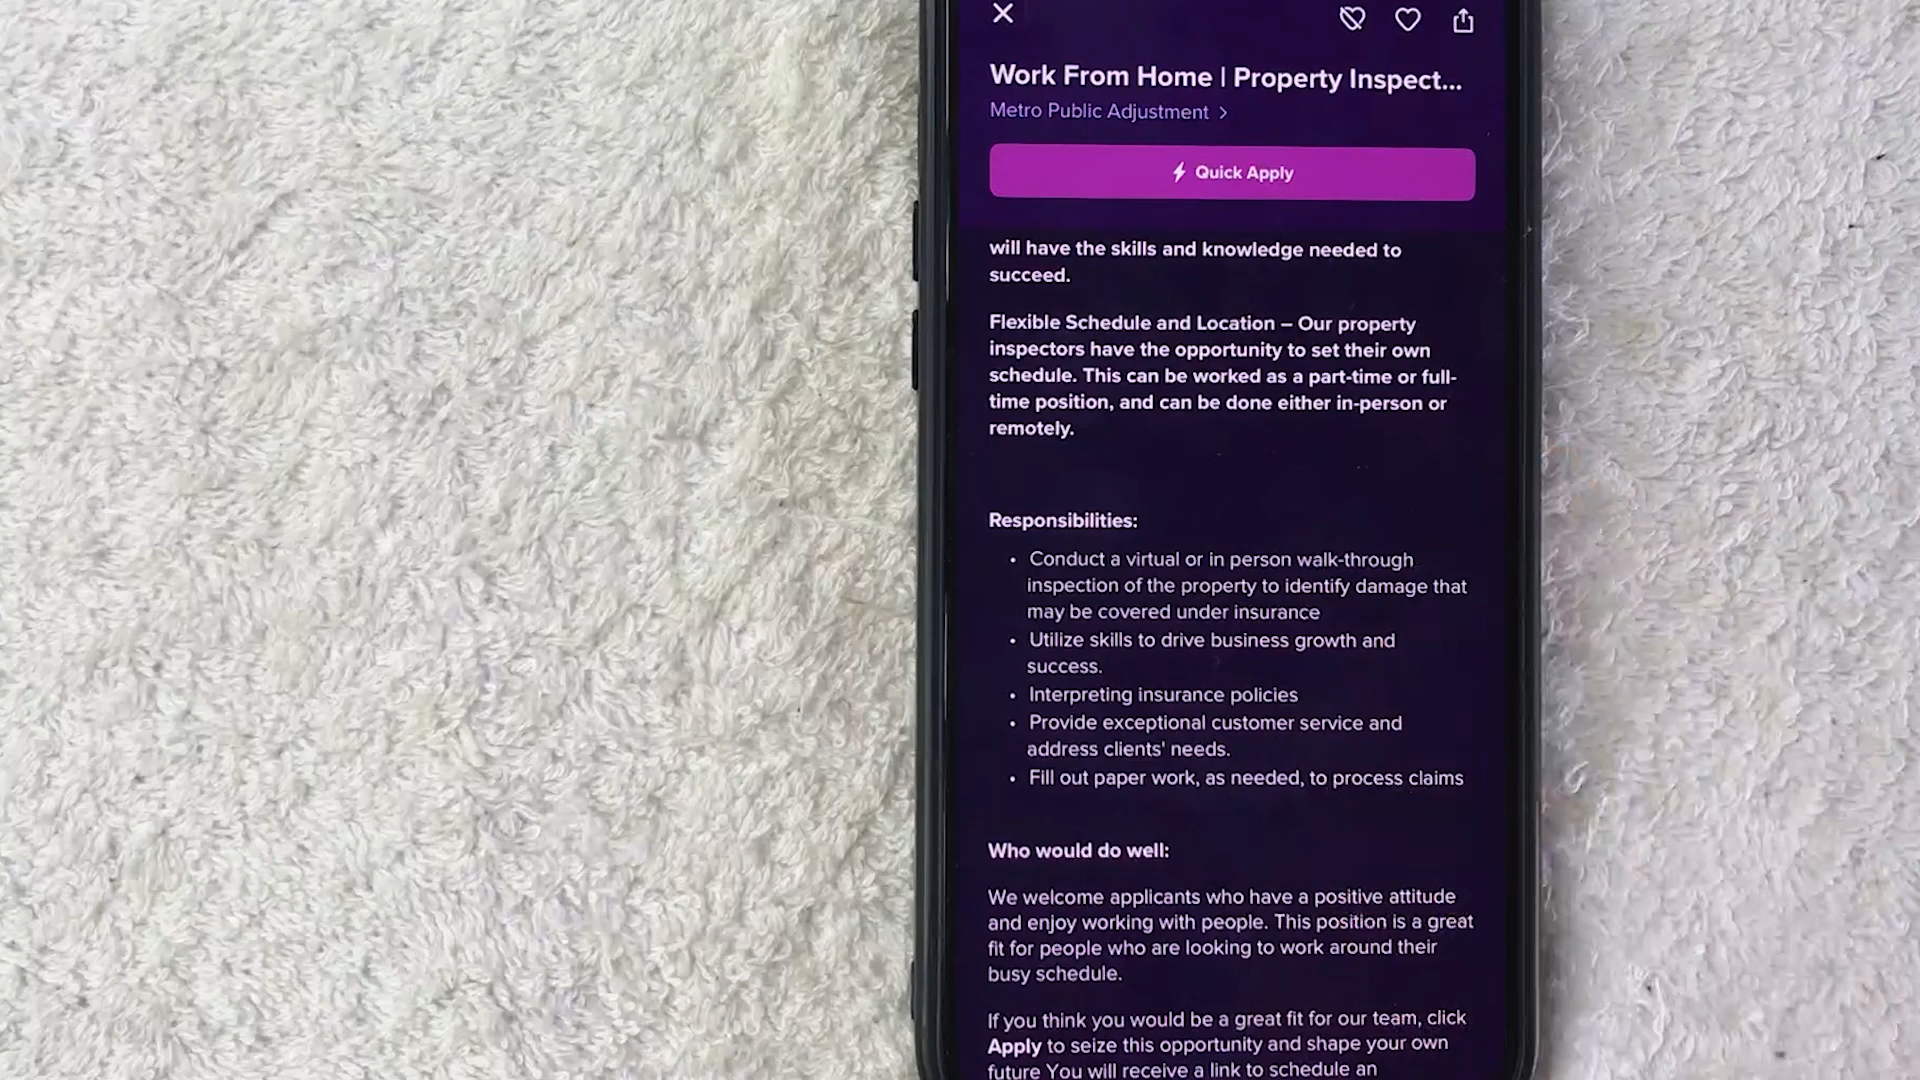 Work From Home | Property Inspect...
Metro Public Adjustment >
Quick Apply
will have the skills and knowledge needed to
succeed.
Flexible Schedule and Location – Our property
inspectors have the opportunity to set their own
schedule. This can be worked as a part-time or full-
time position, and can be done either in-person or
remotely.
Responsibilities:
• Conduct a virtual or in person walk-through
inspection of the property to identify damage that
may be covered under insurance
• Utilize skills to drive business growth and
success.
• Interpreting insurance policies
• Provide exceptional customer service and
address clients' needs.
• Fill out paper work, as needed, to process claims
Who would do well:
We welcome applicants who have a positive attitude
and enjoy working with people. This position is a great
fit for people who are looking to work around their
busy schedule.
If you think you would be a great fit for our team, click
Apply to seize this opportunity and shape your own
future You will receive a link to schedule an